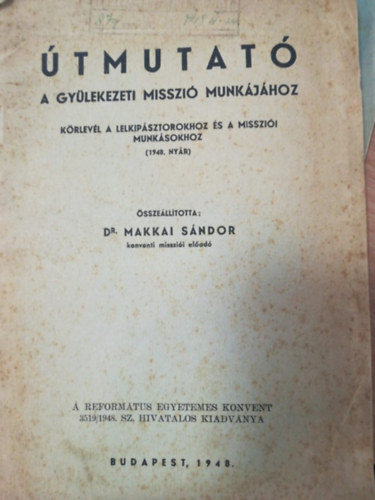 ÚTMUTATÓ
A GYÜLEKEZETI MISSZIÓ MUNKÁJÁHOZ
KÖRLEVÉL A LELKIPÁSZTOROKHOZ ÉS A MISSZIÓI
MUNKÁSOKHOZ
(1948. NYÁR)
ÖSSZEÁLLÍTOTTA:
DR. MAKKAI SÁNDOR
konventi missziói előadó
A REFORMÁTUS EGYETEMES KONVENT
3519/1948. SZ. HIVATALOS KIADVÁNYA
BUDAPEST, 1948.